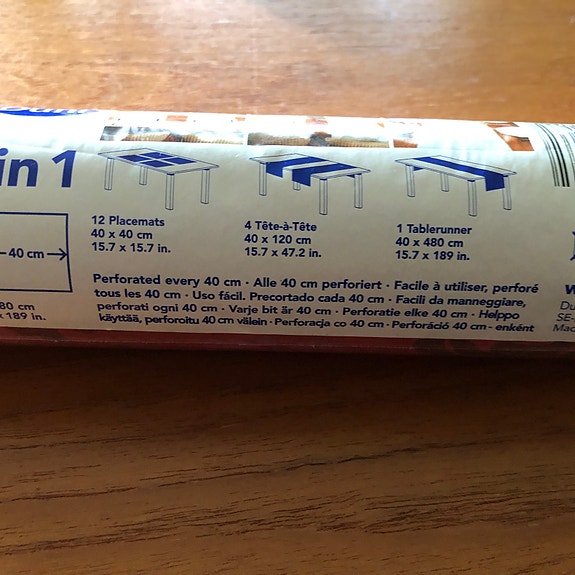 in 1
40 cm
80 cm
x 189 in.
12 Placemats
40 x 40 cm
15.7 x 15.7 in.
4 Tête-à-Tête
40 x 120 cm
15.7 x 47.2 in.
1 Tablerunner
40 x 480 cm
15.7 x 189 in.
Perforated every 40 cm · Alle 40 cm perforiert · Facile à utiliser, perforé
tous les 40 cm · Uso fácil. Precortado cada 40 cm · Facili da manneggiare,
perforati ogni 40 cm · Varje bit är 40 cm · Perforatie elke 40 cm · Helppo
käyttää, perforoitu 40 cm välein · Perforacja co 40 cm · Perforáció 40 cm - enként
w
Du
SE-
Mad